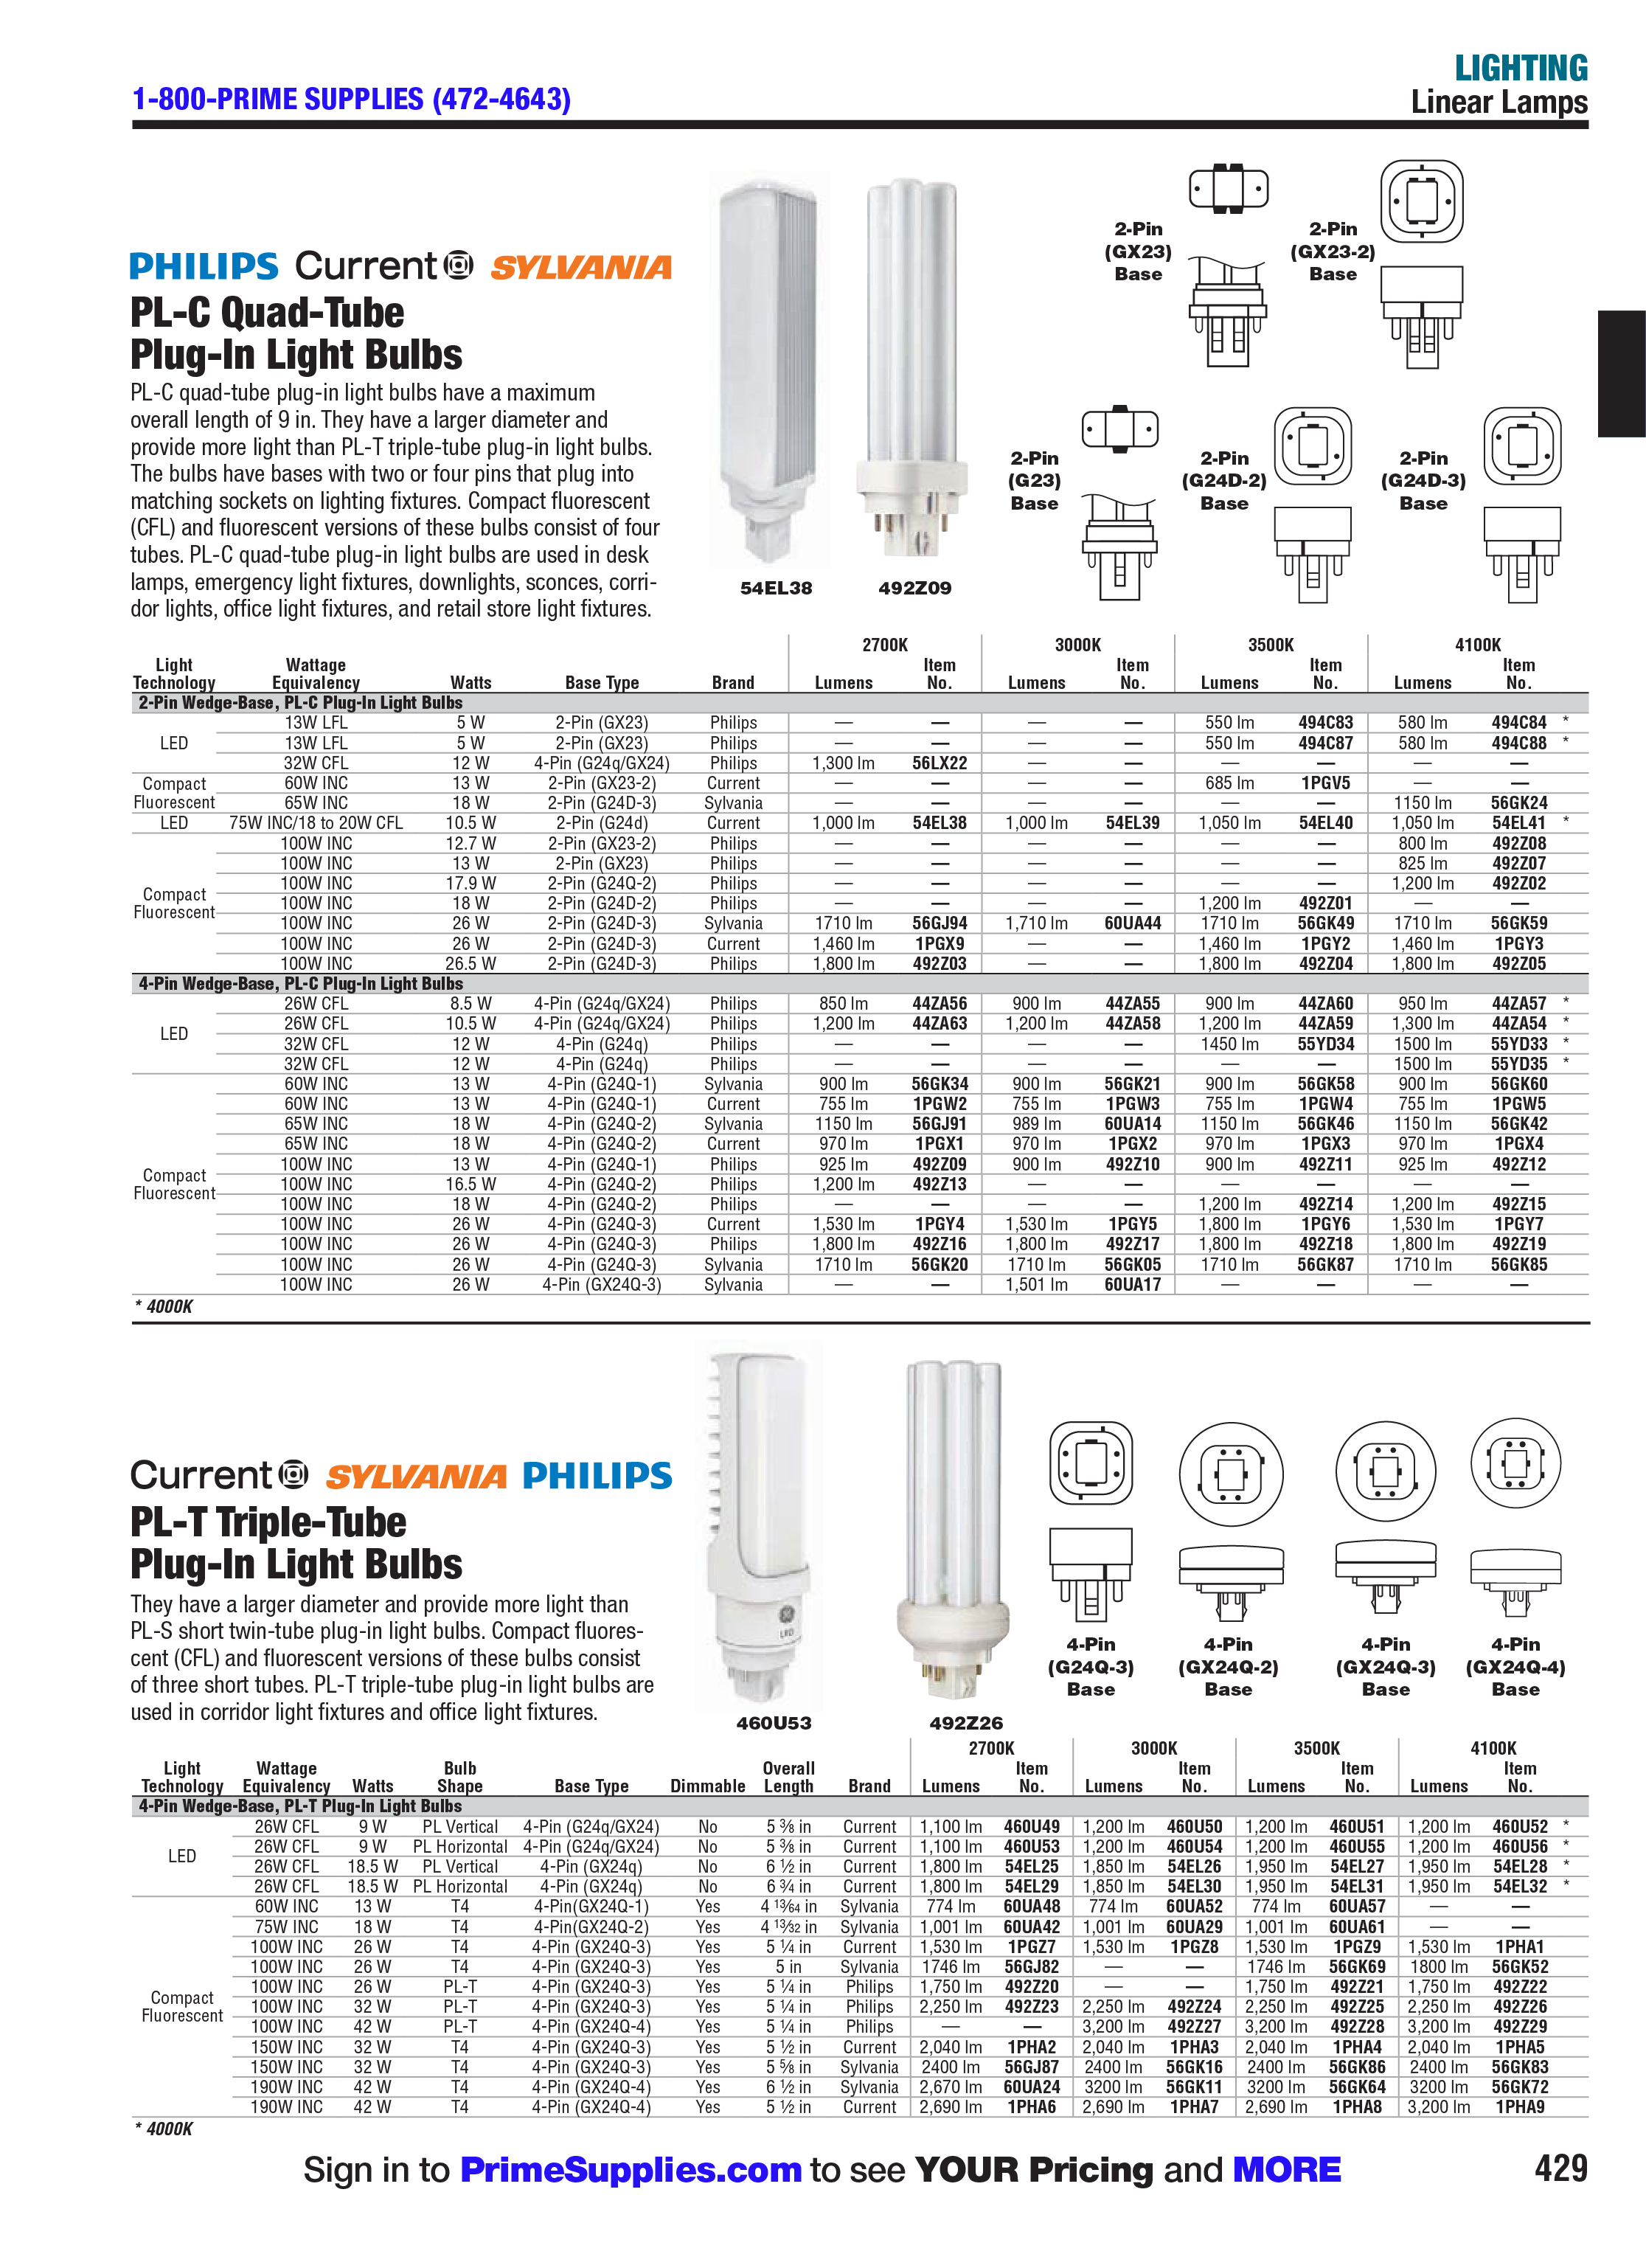 LIGHTING
1-800-PRIME SUPPLIES (472-4643)
Linear Lamps
PHILIPS Current SYLVANIA
PL-C Quad-Tube
Plug-In Light Bulbs
PL-C quad-tube plug-in light bulbs have a maximum
overall length of 9 in. They have a larger diameter and
provide more light than PL-T triple-tube plug-in light bulbs.
The bulbs have bases with two or four pins that plug into
matching sockets on lighting fixtures. Compact fluorescent
(CFL) and fluorescent versions of these bulbs consist of four
tubes. PL-C quad-tube plug-in light bulbs are used in desk
lamps, emergency light fixtures, downlights, sconces, corri-
dor lights, office light fixtures, and retail store light fixtures.
54EL38
492Z09
2-Pin
(GX23)
Base
2-Pin
(GX23-2)
Base
2-Pin
(G23)
Base
2-Pin
(G24D-2)
Base
2-Pin
(G24D-3)
Base
2700K 3000K 3500K 4100K
Light Technology Wattage Equivalency Watts Base Type Brand Lumens Item No. Lumens Item No. Lumens Item No. Lumens Item No.
2-Pin Wedge-Base, PL-C Plug-In Light Bulbs
LED 13W LFL 5 W 2-Pin (GX23) Philips — — — — 550 lm 494C83 580 lm 494C84 *
13W LFL 5 W 2-Pin (GX23) Philips — — — — 550 lm 494C87 580 lm 494C88 *
32W CFL 12 W 4-Pin (G24q/GX24) Philips 1,300 lm 56LX22 — — — — — —
Compact Fluorescent 60W INC 13 W 2-Pin (GX23-2) Current — — — — 685 lm 1PGV5 — —
65W INC 18 W 2-Pin (G24D-3) Sylvania — — — — — — 1150 lm 56GK24
LED 75W INC/18 to 20W CFL 10.5 W 2-Pin (G24d) Current 1,000 lm 54EL38 1,000 lm 54EL39 1,050 lm 54EL40 1,050 lm 54EL41 *
Compact Fluorescent 100W INC 12.7 W 2-Pin (GX23-2) Philips — — — — — — 800 lm 492Z08
100W INC 13 W 2-Pin (GX23) Philips — — — — — — 825 lm 492Z07
100W INC 17.9 W 2-Pin (G24Q-2) Philips — — — — — — 1,200 lm 492Z02
100W INC 18 W 2-Pin (G24D-2) Philips — — — — 1,200 lm 492Z01 — —
100W INC 26 W 2-Pin (G24D-3) Sylvania 1710 lm 56GJ94 1,710 lm 60UA44 1710 lm 56GK49 1710 lm 56GK59
100W INC 26 W 2-Pin (G24D-3) Current 1,460 lm 1PGX9 — — 1,460 lm 1PGY2 1,460 lm 1PGY3
100W INC 26.5 W 2-Pin (G24D-3) Philips 1,800 lm 492Z03 — — 1,800 lm 492Z04 1,800 lm 492Z05
4-Pin Wedge-Base, PL-C Plug-In Light Bulbs
LED 26W CFL 8.5 W 4-Pin (G24q/GX24) Philips 850 lm 44ZA56 900 lm 44ZA55 900 lm 44ZA60 950 lm 44ZA57 *
26W CFL 10.5 W 4-Pin (G24q/GX24) Philips 1,200 lm 44ZA63 1,200 lm 44ZA58 1,200 lm 44ZA59 1,300 lm 44ZA54 *
32W CFL 12 W 4-Pin (G24q) Philips — — — — 1450 lm 55YD34 1500 lm 55YD33 *
32W CFL 12 W 4-Pin (G24q) Philips — — — — — — 1500 lm 55YD35 *
Compact Fluorescent 60W INC 13 W 4-Pin (G24Q-1) Sylvania 900 lm 56GK34 900 lm 56GK21 900 lm 56GK58 900 lm 56GK60
60W INC 13 W 4-Pin (G24Q-1) Current 755 lm 1PGW2 755 lm 1PGW3 755 lm 1PGW4 755 lm 1PGW5
65W INC 18 W 4-Pin (G24Q-2) Sylvania 1150 lm 56GJ91 989 lm 60UA14 1150 lm 56GK46 1150 lm 56GK42
65W INC 18 W 4-Pin (G24Q-2) Current 970 lm 1PGX1 970 lm 1PGX2 970 lm 1PGX3 970 lm 1PGX4
100W INC 13 W 4-Pin (G24Q-1) Philips 925 lm 492Z09 900 lm 492Z10 900 lm 492Z11 925 lm 492Z12
100W INC 16.5 W 4-Pin (G24Q-2) Philips 1,200 lm 492Z13 — — — — — —
100W INC 18 W 4-Pin (G24Q-2) Philips — — — — 1,200 lm 492Z14 1,200 lm 492Z15
100W INC 26 W 4-Pin (G24Q-3) Current 1,530 lm 1PGY4 1,530 lm 1PGY5 1,800 lm 1PGY6 1,530 lm 1PGY7
100W INC 26 W 4-Pin (G24Q-3) Philips 1,800 lm 492Z16 1,800 lm 492Z17 1,800 lm 492Z18 1,800 lm 492Z19
100W INC 26 W 4-Pin (G24Q-3) Sylvania 1710 lm 56GK20 1710 lm 56GK05 1710 lm 56GK87 1710 lm 56GK85
100W INC 26 W 4-Pin (GX24Q-3) Sylvania — — 1,501 lm 60UA17 — — — —
* 4000K
Current SYLVANIA PHILIPS
PL-T Triple-Tube
Plug-In Light Bulbs
They have a larger diameter and provide more light than
PL-S short twin-tube plug-in light bulbs. Compact fluores-
cent (CFL) and fluorescent versions of these bulbs consist
of three short tubes. PL-T triple-tube plug-in light bulbs are
used in corridor light fixtures and office light fixtures.
LED
460U53
492Z26
4-Pin
(G24Q-3)
Base
4-Pin
(GX24Q-2)
Base
4-Pin
(GX24Q-3)
Base
4-Pin
(GX24Q-4)
Base
2700K 3000K 3500K 4100K
Light Technology Wattage Equivalency Watts Bulb Shape Base Type Dimmable Overall Length Brand Lumens Item No. Lumens Item No. Lumens Item No. Lumens Item No.
4-Pin Wedge-Base, PL-T Plug-In Light Bulbs
LED 26W CFL 9 W PL Vertical 4-Pin (G24q/GX24) No 5 ⅜ in Current 1,100 lm 460U49 1,200 lm 460U50 1,200 lm 460U51 1,200 lm 460U52 *
26W CFL 9 W PL Horizontal 4-Pin (G24q/GX24) No 5 ⅜ in Current 1,100 lm 460U53 1,200 lm 460U54 1,200 lm 460U55 1,200 lm 460U56 *
26W CFL 18.5 W PL Vertical 4-Pin (GX24q) No 6 ½ in Current 1,800 lm 54EL25 1,850 lm 54EL26 1,950 lm 54EL27 1,950 lm 54EL28 *
26W CFL 18.5 W PL Horizontal 4-Pin (GX24q) No 6 ¾ in Current 1,800 lm 54EL29 1,850 lm 54EL30 1,950 lm 54EL31 1,950 lm 54EL32 *
Compact Fluorescent 60W INC 13 W T4 4-Pin(GX24Q-1) Yes 4 13/64 in Sylvania 774 lm 60UA48 774 lm 60UA52 774 lm 60UA57 — —
75W INC 18 W T4 4-Pin(GX24Q-2) Yes 4 13/32 in Sylvania 1,001 lm 60UA42 1,001 lm 60UA29 1,001 lm 60UA61 — —
100W INC 26 W T4 4-Pin (GX24Q-3) Yes 5 ¼ in Current 1,530 lm 1PGZ7 1,530 lm 1PGZ8 1,530 lm 1PGZ9 1,530 lm 1PHA1
100W INC 26 W T4 4-Pin (GX24Q-3) Yes 5 in Sylvania 1746 lm 56GJ82 — — 1746 lm 56GK69 1800 lm 56GK52
100W INC 26 W PL-T 4-Pin (GX24Q-3) Yes 5 ¼ in Philips 1,750 lm 492Z20 — — 1,750 lm 492Z21 1,750 lm 492Z22
100W INC 32 W PL-T 4-Pin (GX24Q-3) Yes 5 ¼ in Philips 2,250 lm 492Z23 2,250 lm 492Z24 2,250 lm 492Z25 2,250 lm 492Z26
100W INC 42 W PL-T 4-Pin (GX24Q-4) Yes 5 ¼ in Philips — — 3,200 lm 492Z27 3,200 lm 492Z28 3,200 lm 492Z29
150W INC 32 W T4 4-Pin (GX24Q-3) Yes 5 ½ in Current 2,040 lm 1PHA2 2,040 lm 1PHA3 2,040 lm 1PHA4 2,040 lm 1PHA5
150W INC 32 W T4 4-Pin (GX24Q-3) Yes 5 ⅝ in Sylvania 2400 lm 56GJ87 2400 lm 56GK16 2400 lm 56GK86 2400 lm 56GK83
190W INC 42 W T4 4-Pin (GX24Q-4) Yes 6 ½ in Sylvania 2,670 lm 60UA24 3200 lm 56GK11 3200 lm 56GK64 3200 lm 56GK72
190W INC 42 W T4 4-Pin (GX24Q-4) Yes 5 ½ in Current 2,690 lm 1PHA6 2,690 lm 1PHA7 2,690 lm 1PHA8 3,200 lm 1PHA9
* 4000K
Sign in to PrimeSupplies.com to see YOUR Pricing and MORE
429